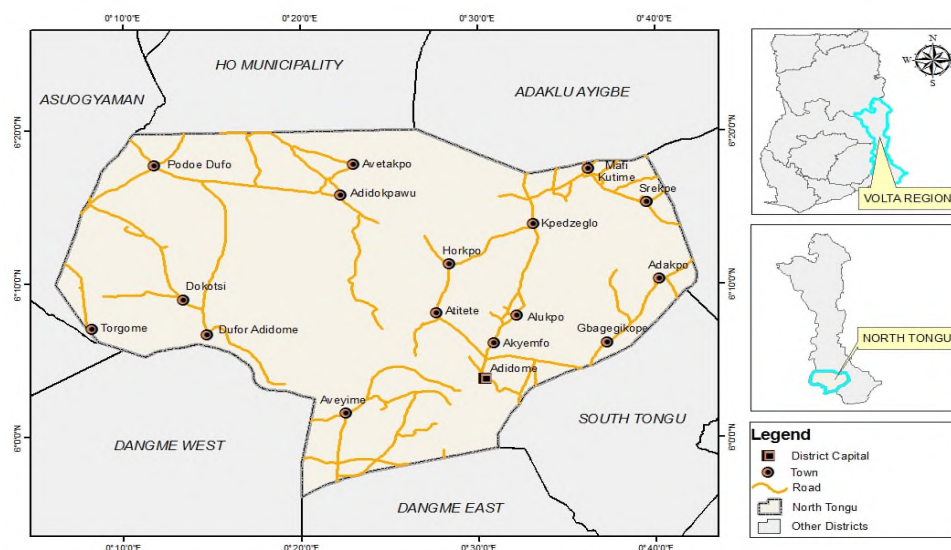 0°10'0"E
0°20'0"E
0°30'0"E
0°40'0"E
HO MUNICIPALITY
ASUOGYAMAN
ADAKLU AYIGBE
6°20'0"N
6°20'0"N
Podoe Dufo
Avetakpo
Mafi
Kutime
Adidokpawu
Srekpe
Kpedzeglo
Horkpo
Adakpo
6°10'0"N
6°10'0"N
Dokotsi
Atitete
Alukpo
Gbagegikope
Torgome
Dufor Adidome
Akyemfo
Adidome
Aveyime
SOUTH TONGU
DANGME WEST
6°0'0"N
6°0'0"N
DANGME EAST
0°10'0"E
0°20'0"E
0°30'0"E
0°40'0"E
N
W
E
S
VOLTA REGION
NORTH TONGU
Legend
District Capital
Town
Road
North Tongu
Other Districts